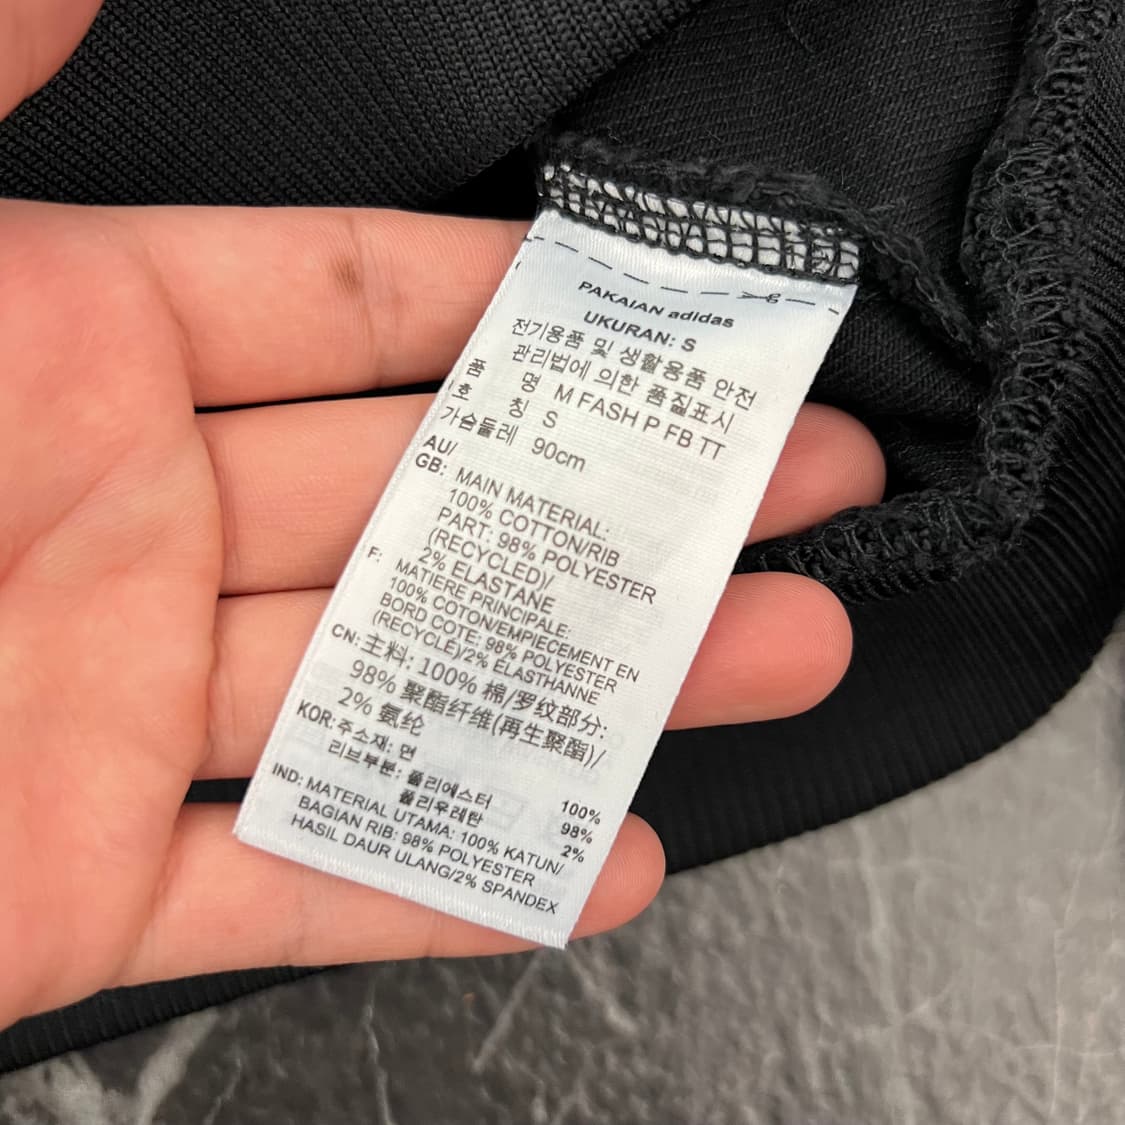 PAKAIAN adidas
UKURAN: S
전기용품 및 생활용품 안전
관리법에 의한 품질표시
품 명 M FASH P FB TT
호 칭 S
가슴둘레 90cm
AU/
GB: MAIN MATERIAL:
100% COTTON/RIB
PART: 98% POLYESTER
(RECYCLED)/
2% ELASTANE
F: MATIERE PRINCIPALE:
100% COTON/EMPIECEMENT EN
BORD COTE: 98% POLYESTER
(RECYCLÉ)/2% ELASTHANNE
CN: 主料: 100% 棉/罗纹部分:
98% 聚酯纤维(再生聚酯)/
2% 氨纶
KOR: 주소재: 면 100%
리브부분: 폴리에스터 98%
폴리우레탄 2%
IND: MATERIAL UTAMA: 100% KATUN/
BAGIAN RIB: 98% POLYESTER
HASIL DAUR ULANG/2% SPANDEX